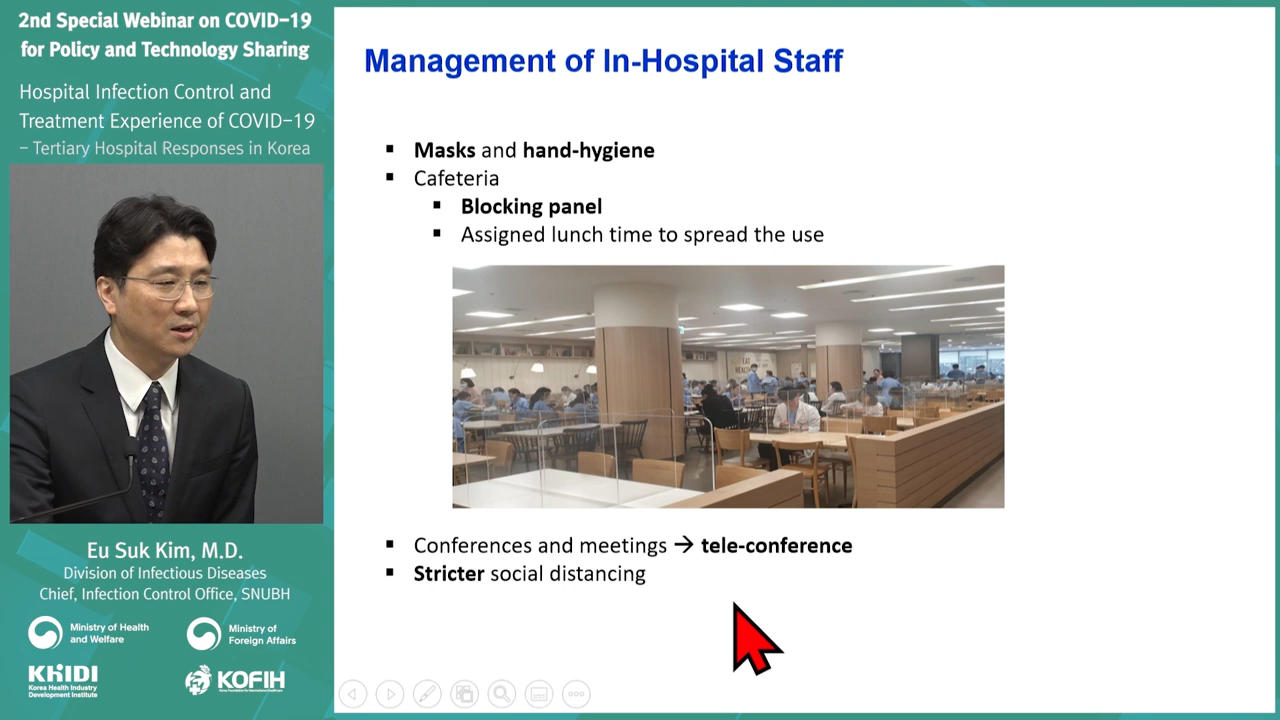 2nd Special Webinar on COVID-19
for Policy and Technology Sharing
Hospital Infection Control and
Treatment Experience of COVID-19
- Tertiary Hospital Responses in Korea
Eu Suk Kim, M.D.
Division of Infectious Diseases
Chief, Infection Control Office, SNUBH
Ministry of Health
and Welfare
Ministry of
Foreign Affairs
KHIDI
Korea Health Industry
Development Institute
KOFIH
Management of In-Hospital Staff
▪ Masks and hand-hygiene
▪ Cafeteria
▪ Blocking panel
▪ Assigned lunch time to spread the use
EAT
▪ Conferences and meetings → tele-conference
▪ Stricter social distancing